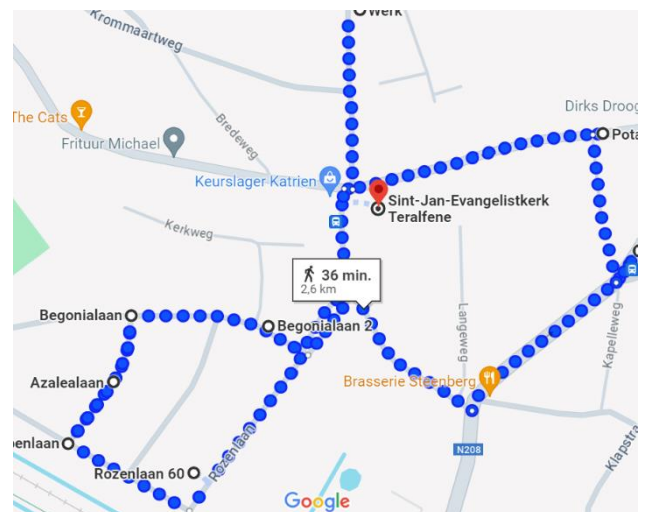 Werk
Krommaartweg
The Cats
Dirks Droog
Bredeweg
Pota
Frituur Michael
Keurslager Katrien
Sint-Jan-Evangelistkerk
Teralfene
Kerkweg
36 min.
2,6 km
Begonialaan
Begonialaan 2
Langeweg
Kapelleweg
Azalealaan
Brasserie Steenberg
penlaan
Rozenlaan
Rozenlaan 60
N208
Klapstra
Google